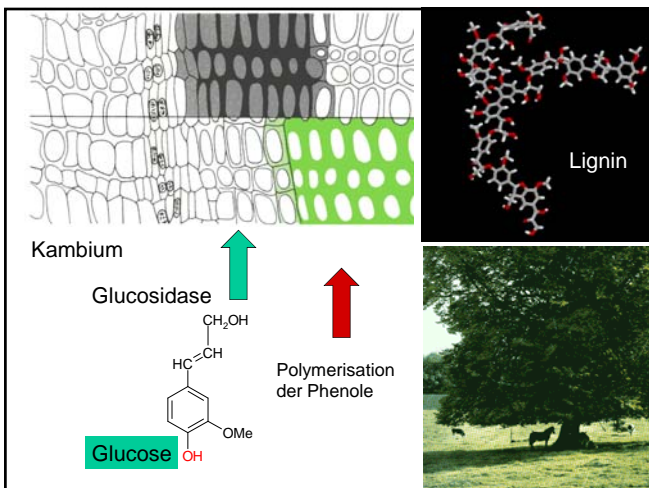 Lignin
Kambium
Glucosidase
CH2OH
HC=CH
Polymerisation
der Phenole
OMe
Glucose OH